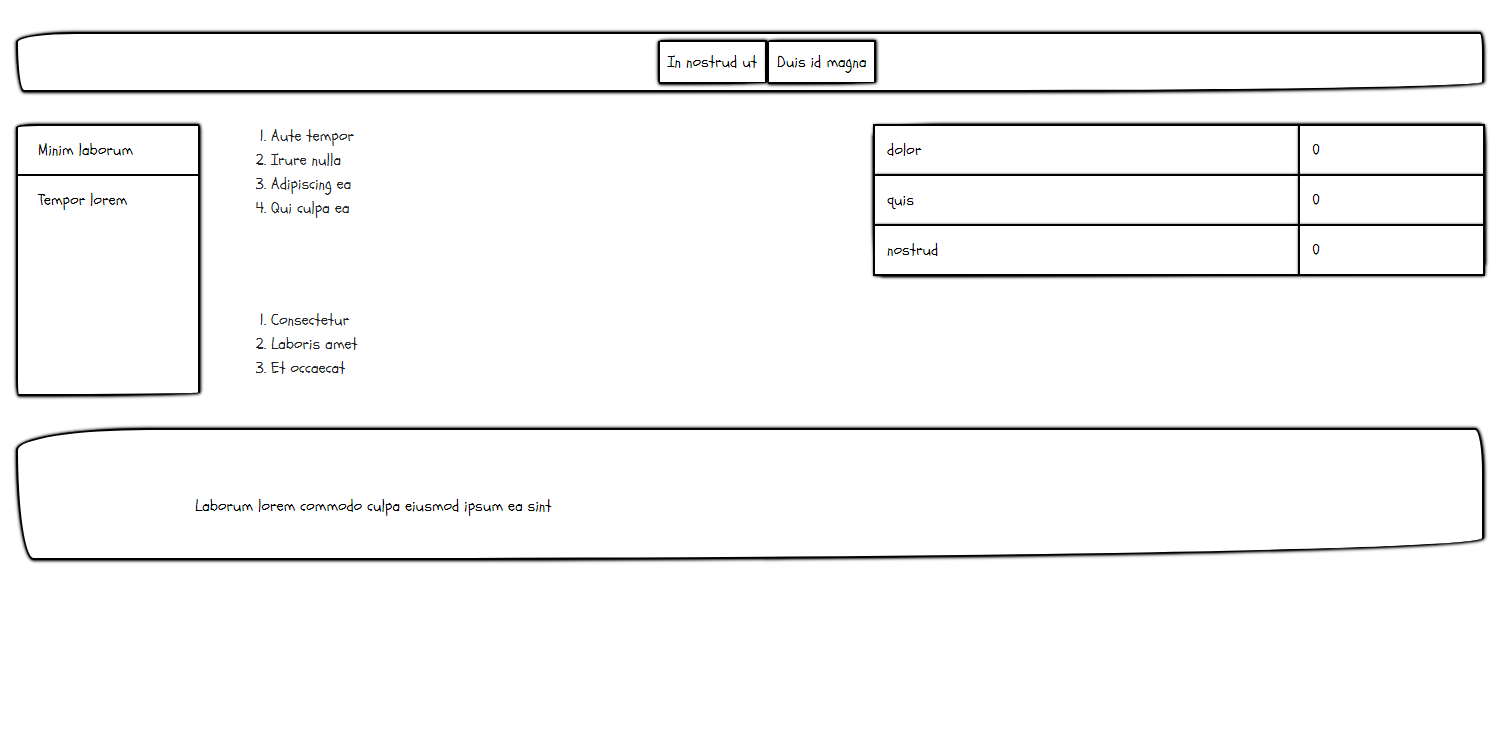 In nostrud ut Duis id magna
Minim laborum
Tempor lorem
1. Aute tempor
2. Irure nulla
3. Adipiscing ea
4. Qui culpa ea
1. Consectetur
2. Laboris amet
3. Et occaecat
dolor 0
quis 0
nostrud 0
Laborum lorem commodo culpa eiusmod ipsum ea sint